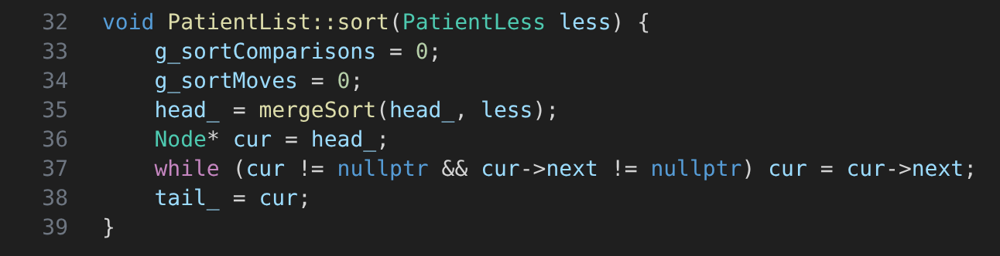 32 void PatientList::sort(PatientLess less) {
33     g_sortComparisons = 0;
34     g_sortMoves = 0;
35     head_ = mergeSort(head_, less);
36     Node* cur = head_;
37     while (cur != nullptr && cur->next != nullptr) cur = cur->next;
38     tail_ = cur;
39 }